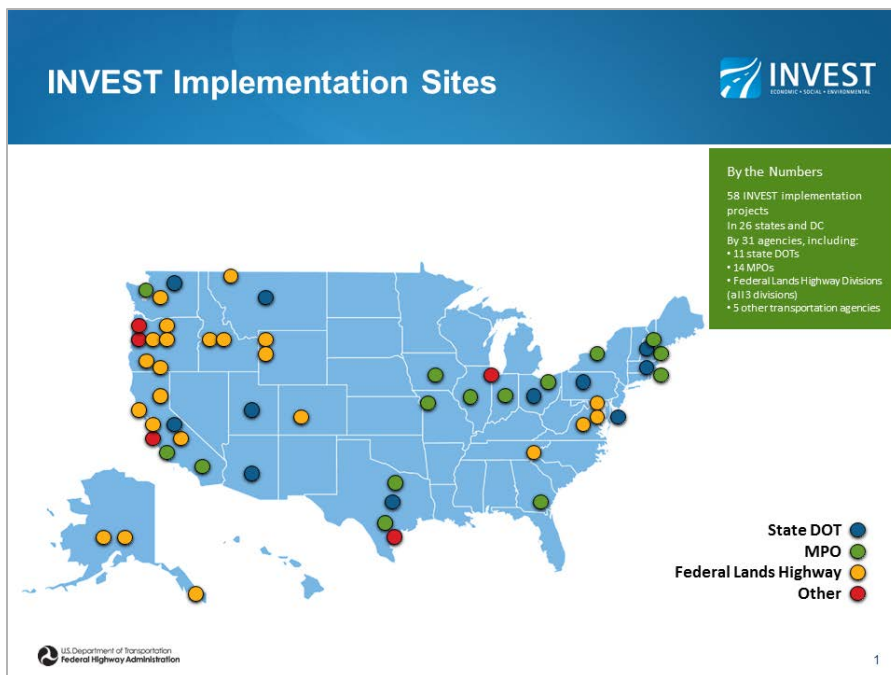 INVEST Implementation Sites
INVEST
ECONOMIC • SOCIAL • ENVIRONMENTAL
By the Numbers
58 INVEST implementation
projects
In 26 states and DC
By 31 agencies, including:
• 11 state DOTs
• 14 MPOs
• Federal Lands Highway Divisions
(all 3 divisions)
• 5 other transportation agencies
State DOT
MPO
Federal Lands Highway
Other
U.S. Department of Transportation
Federal Highway Administration
1